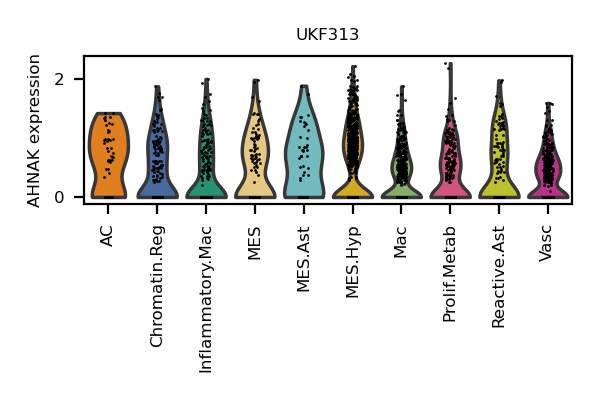 UKF313
AHNAK expression
2
0
AC
Chromatin.Reg
Inflammatory.Mac
MES
MES.Ast
MES.Hyp
Mac
Prolif.Metab
Reactive.Ast
Vasc